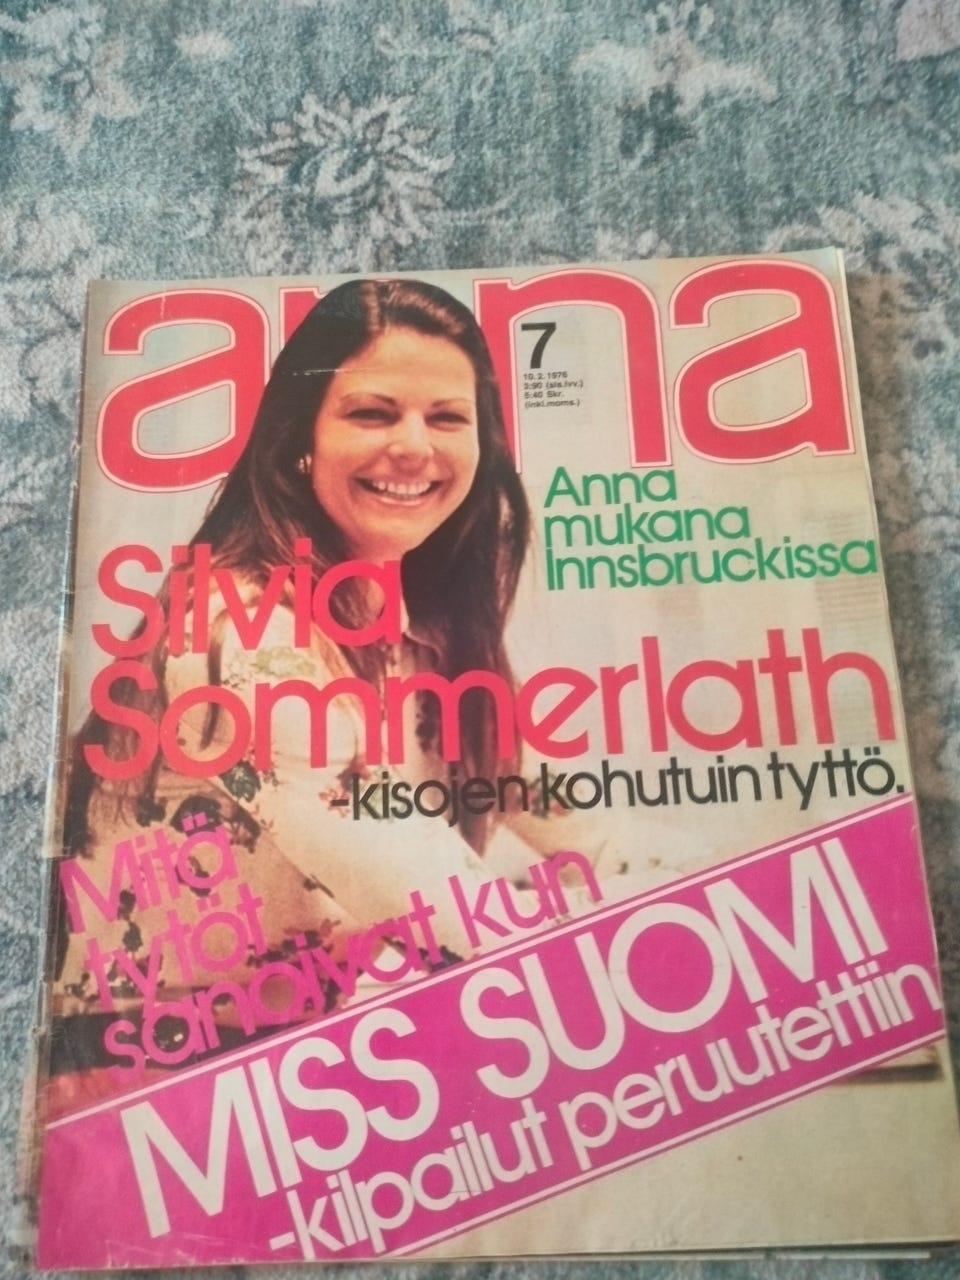 anna
7
10.2.1976
3:90 (sis.lvv.)
5:40 Skr.
(inkl.moms.)
Anna
mukana
Innsbruckissa
Silvia
Sommerlath
-kisojen kohutuin tyttö.
Mitä
tytöt
sanoivat kun
MISS SUOMI
-kilpailut peruutettiin